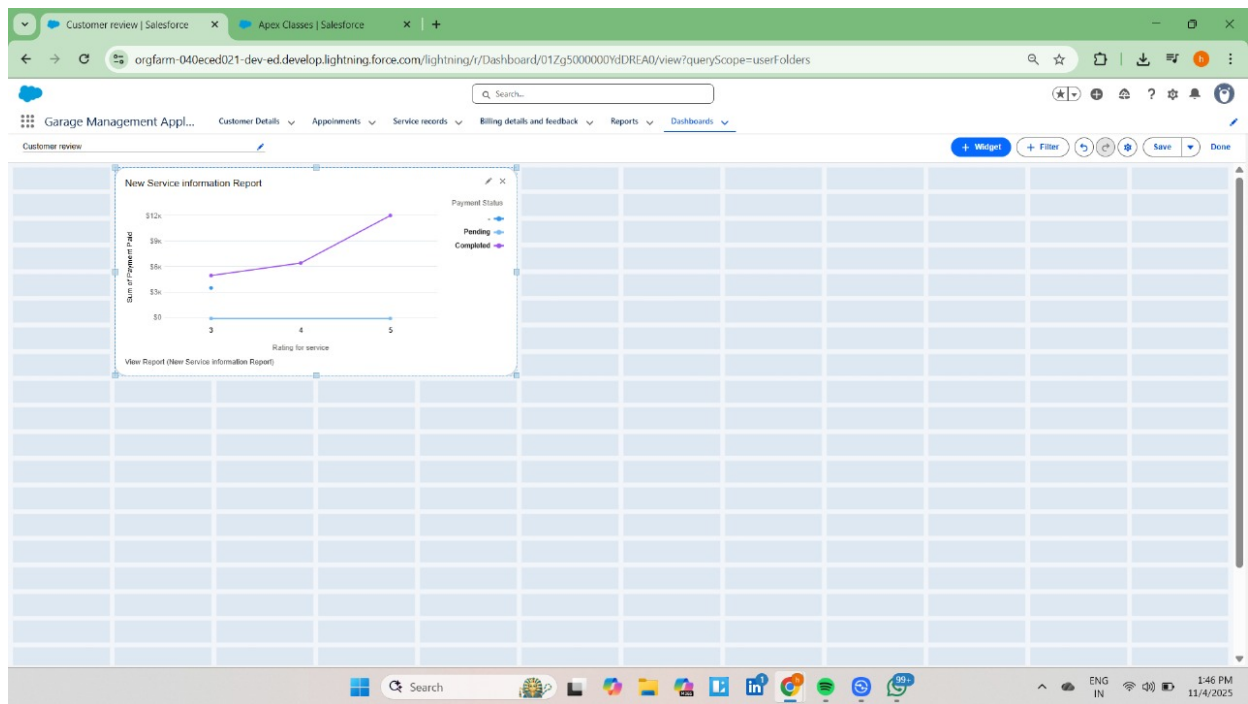 Customer review | Salesforce
Apex Classes | Salesforce
orgfarm-040eced021-dev-ed.develop.lightning.force.com/lightning/r/Dashboard/01Zg5000000YdDREA0/view?queryScope=userFolders
h
Search...
Garage Management Appl...
Customer Details
Appoinments
Service records
Billing details and feedback
Reports
Dashboards
Customer review
+ Widget
+ Filter
Save
Done
New Service information Report
Payment Status
-
Pending
Completed
Sum of Payment Paid
$12k
$9k
$6k
$3k
$0
3 4 5
Rating for service
View Report (New Service information Report)
Search
1
99+
ENG
IN
1:46 PM
11/4/2025